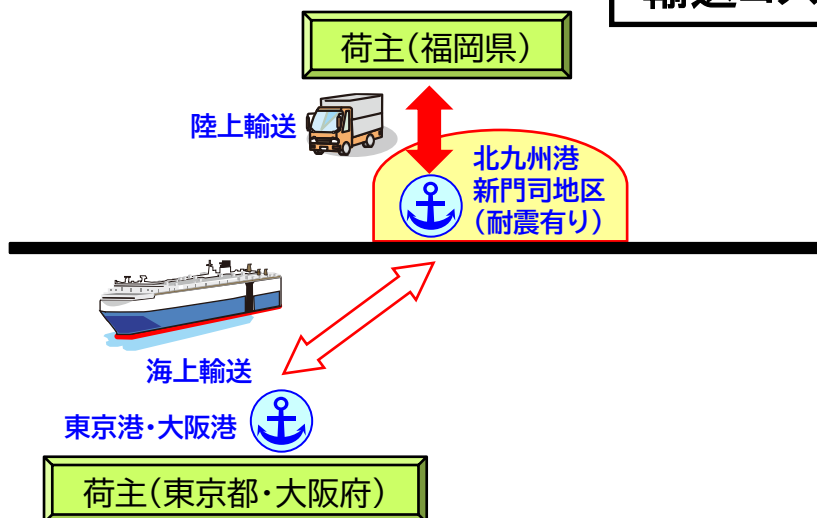 荷主(福岡県)
陸上輸送
北九州港
新門司地区
(耐震有り)
海上輸送
東京港・大阪港
荷主(東京都・大阪府)